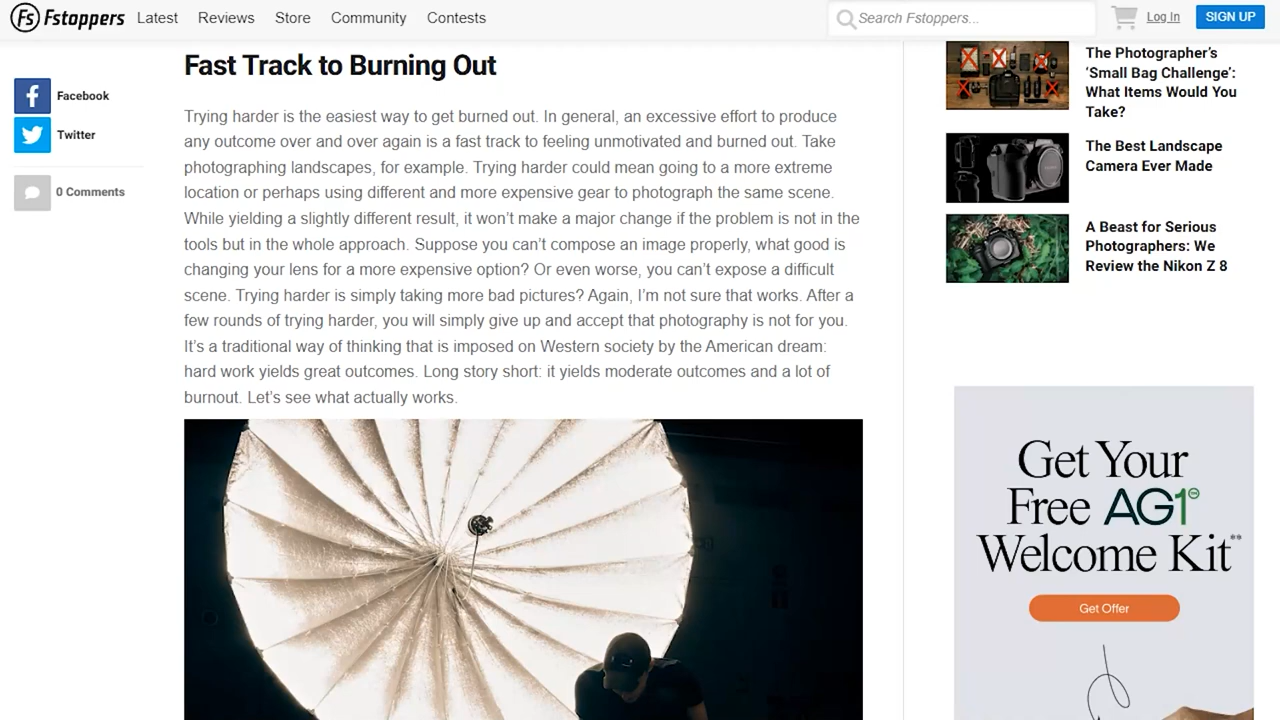 Fs Fstoppers Latest Reviews Store Community Contests Search Fstoppers... Log In SIGN UP
Facebook
Twitter
0 Comments
Fast Track to Burning Out
Trying harder is the easiest way to get burned out. In general, an excessive effort to produce
any outcome over and over again is a fast track to feeling unmotivated and burned out. Take
photographing landscapes, for example. Trying harder could mean going to a more extreme
location or perhaps using different and more expensive gear to photograph the same scene.
While yielding a slightly different result, it won’t make a major change if the problem is not in the
tools but in the whole approach. Suppose you can’t compose an image properly, what good is
changing your lens for a more expensive option? Or even worse, you can’t expose a difficult
scene. Trying harder is simply taking more bad pictures? Again, I’m not sure that works. After a
few rounds of trying harder, you will simply give up and accept that photography is not for you.
It’s a traditional way of thinking that is imposed on Western society by the American dream:
hard work yields great outcomes. Long story short: it yields moderate outcomes and a lot of
burnout. Let’s see what actually works.
The Photographer’s
‘Small Bag Challenge’:
What Items Would You
Take?
The Best Landscape
Camera Ever Made
A Beast for Serious
Photographers: We
Review the Nikon Z 8
Get Your
Free AG1
Welcome Kit**
Get Offer